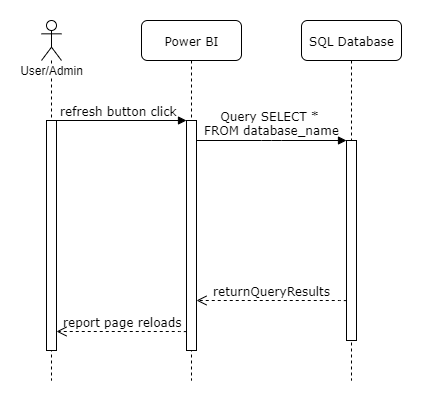 Power BI
SQL Database
User/Admin
refresh button click
Query SELECT *
FROM database_name
returnQueryResults
report page reloads